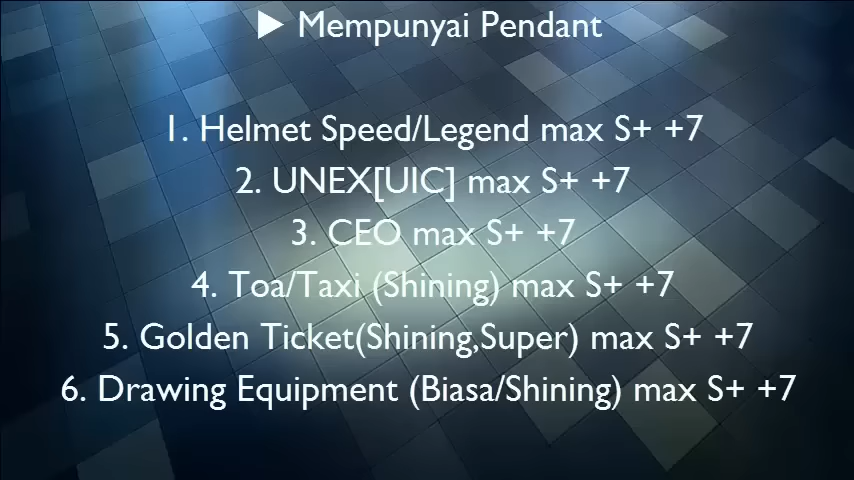 ► Mempunyai Pendant
1. Helmet Speed/Legend max S+ +7
2. UNEX[UIC] max S+ +7
3. CEO max S+ +7
4. Toa/Taxi (Shining) max S+ +7
5. Golden Ticket(Shining,Super) max S+ +7
6. Drawing Equipment (Biasa/Shining) max S+ +7